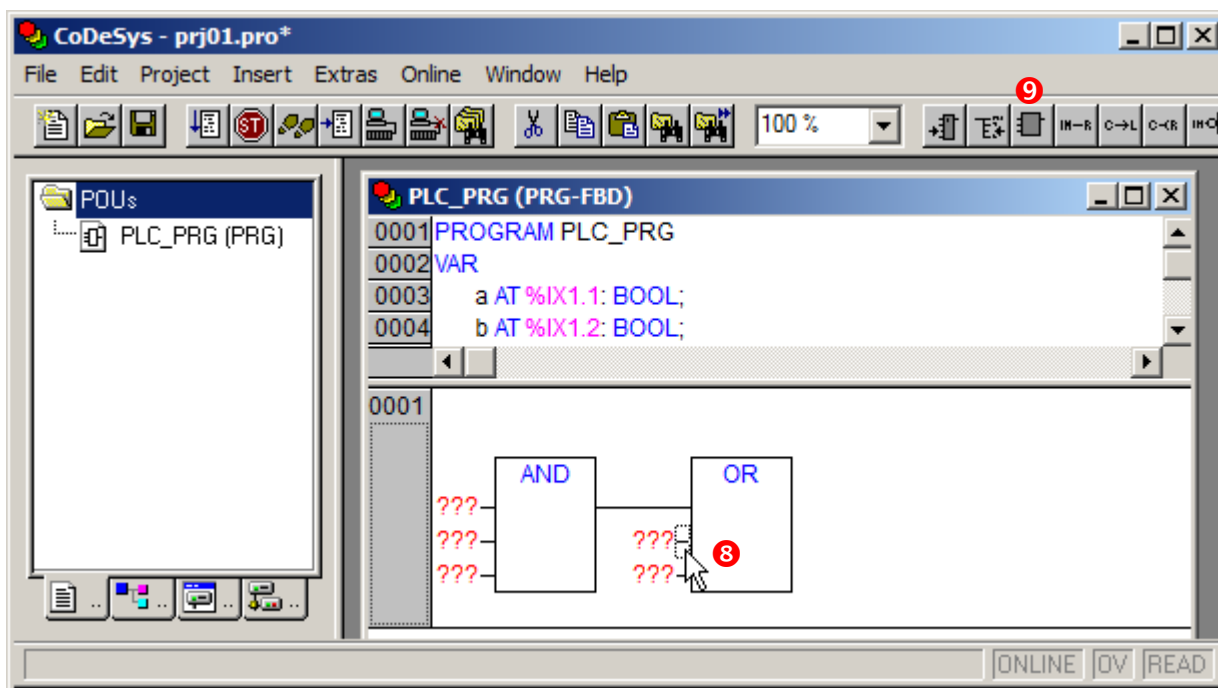 CoDeSys - prj01.pro*
File Edit Project Insert Extras Online Window Help
9
ST 100 % IN-R C→L C-<R
POUs
PLC_PRG (PRG)
PLC_PRG (PRG-FBD)
0001 PROGRAM PLC_PRG
0002 VAR
0003 a AT %IX1.1: BOOL;
0004 b AT %IX1.2: BOOL;
0001
AND OR
???
??? ??? 8
??? ???
.. .. .. ..
ONLINE OV READ